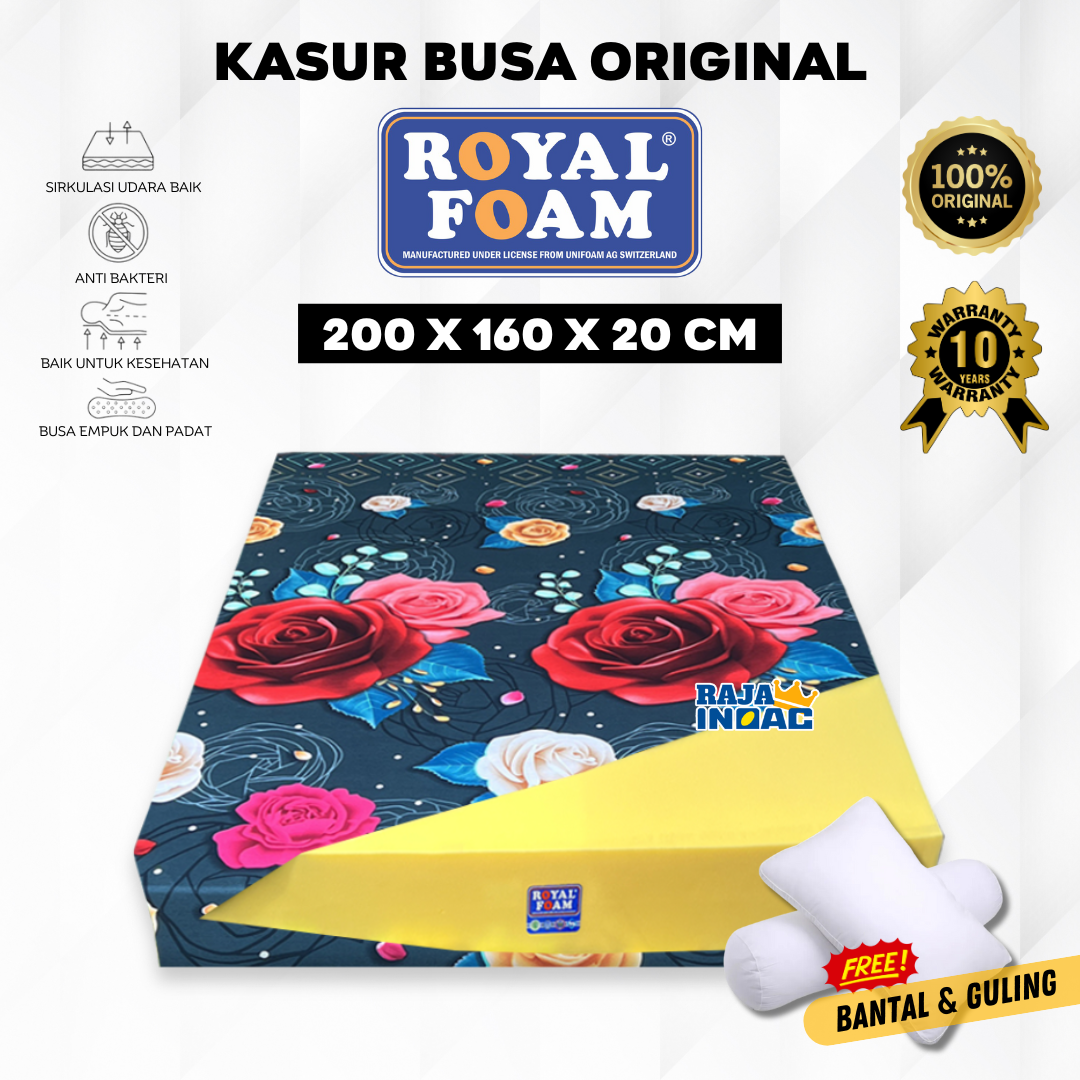 KASUR BUSA ORIGINAL
ROYAL®
FOAM
MANUFACTURED UNDER LICENSE FROM UNIFOAM AG SWITZERLAND
200 X 160 X 20 CM
SIRKULASI UDARA BAIK
ANTI BAKTERI
BAIK UNTUK KESEHATAN
BUSA EMPUK DAN PADAT
100%
ORIGINAL
WARRANTY
10
YEARS
WARRANTY
RAJA
INOAC
ROYAL
FOAM
FREE!
BANTAL & GULING